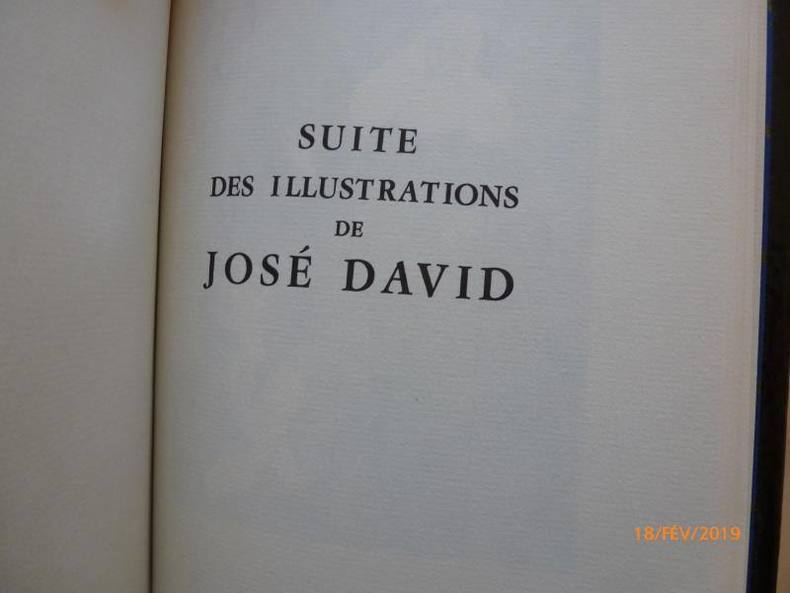 SUITE
DES ILLUSTRATIONS
DE
JOSÉ DAVID
18/FÉV/2019